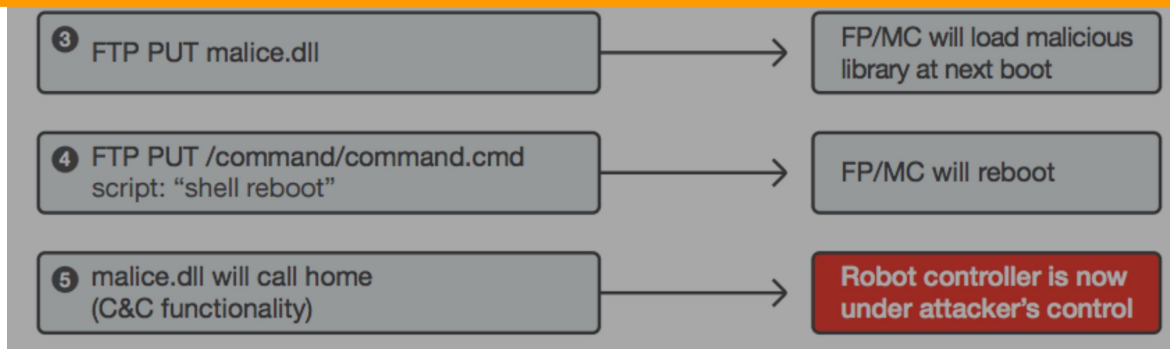 3 FTP PUT malice.dll
FP/MC will load malicious
library at next boot
4 FTP PUT /command/command.cmd
script: “shell reboot”
FP/MC will reboot
5 malice.dll will call home
(C&C functionality)
Robot controller is now
under attacker’s control